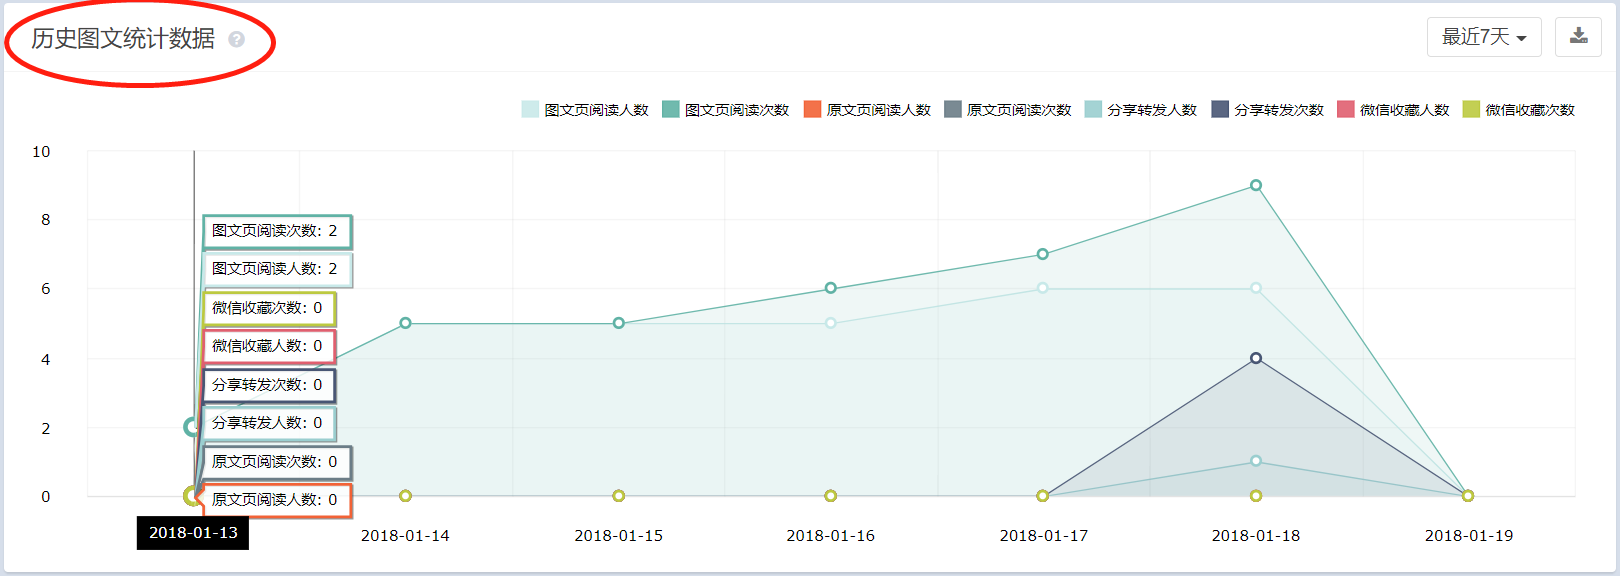 历史图文统计数据 ?
最近7天
图文页阅读人数 图文页阅读次数 原文页阅读人数 原文页阅读次数 分享转发人数 分享转发次数 微信收藏人数 微信收藏次数
10
8
6
4
2
0
图文页阅读次数: 2
图文页阅读人数: 2
微信收藏次数: 0
微信收藏人数: 0
分享转发次数: 0
分享转发人数: 0
原文页阅读次数: 0
原文页阅读人数: 0
2018-01-13 2018-01-14 2018-01-15 2018-01-16 2018-01-17 2018-01-18 2018-01-19